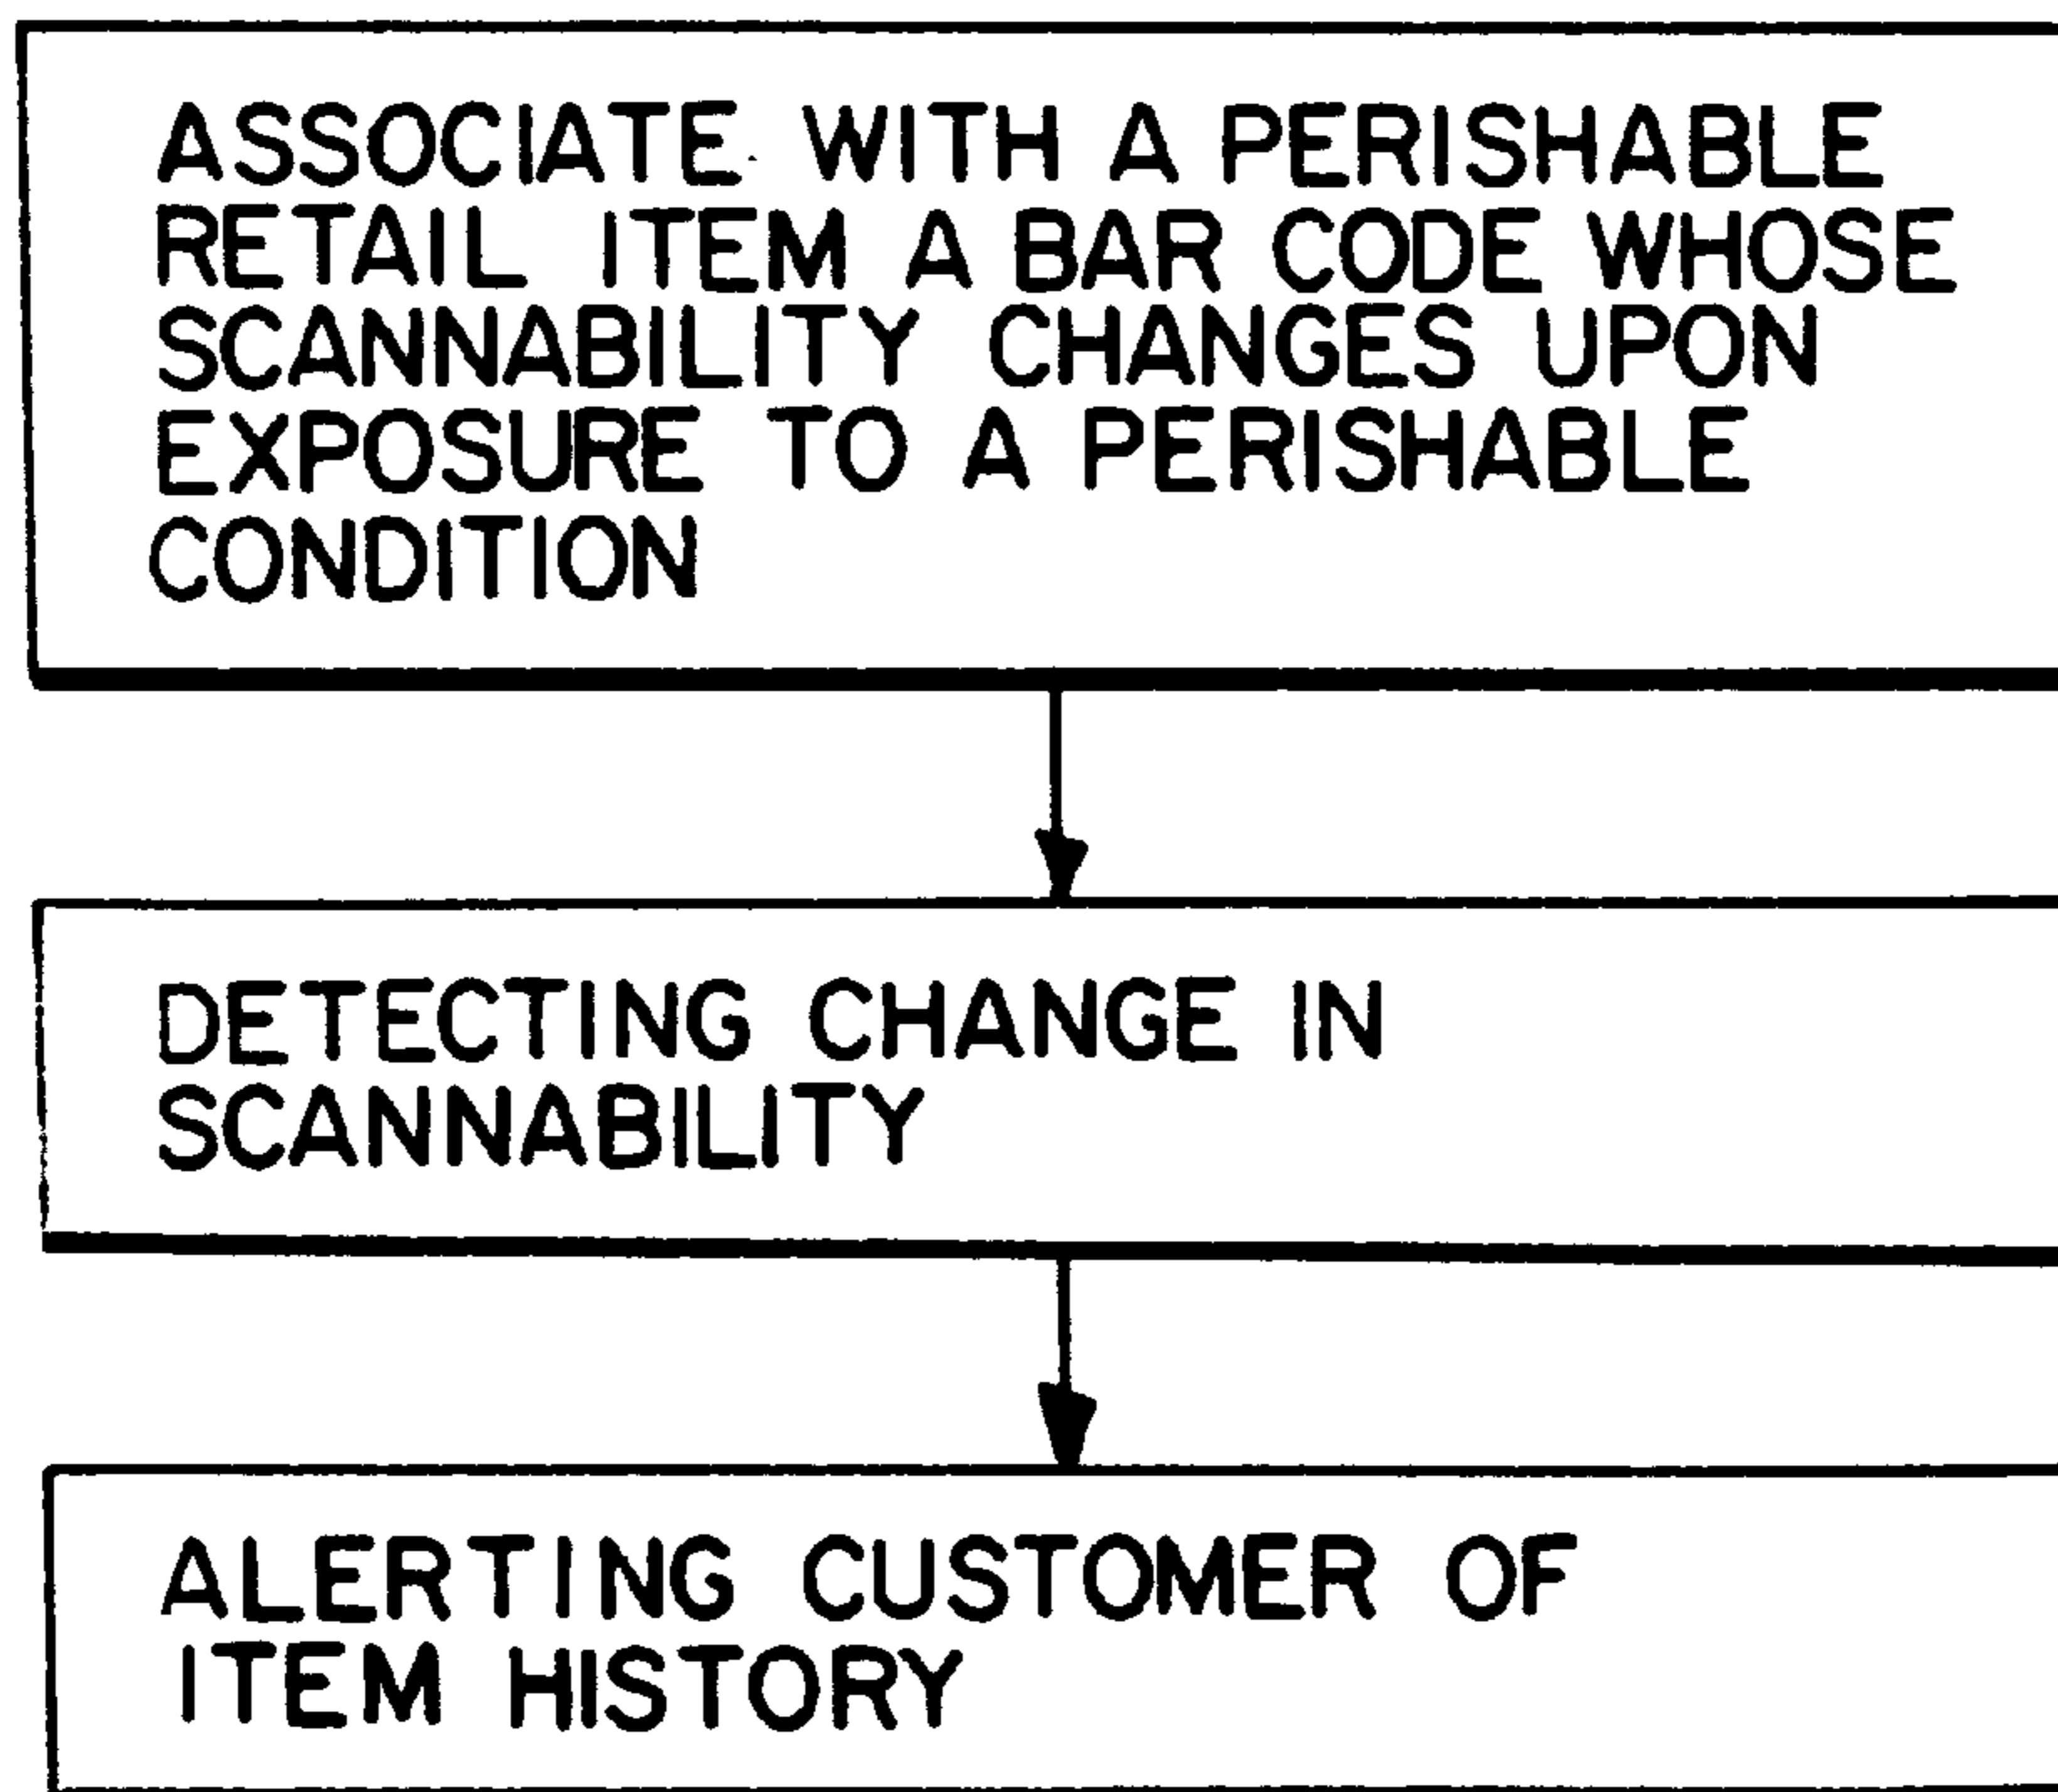 ASSOCIATE WITH A PERISHABLE
RETAIL ITEM A BAR CODE WHOSE
SCANNABILITY CHANGES UPON
EXPOSURE TO A PERISHABLE
CONDITION
DETECTING CHANGE IN
SCANNABILITY
ALERTING CUSTOMER OF
ITEM HISTORY